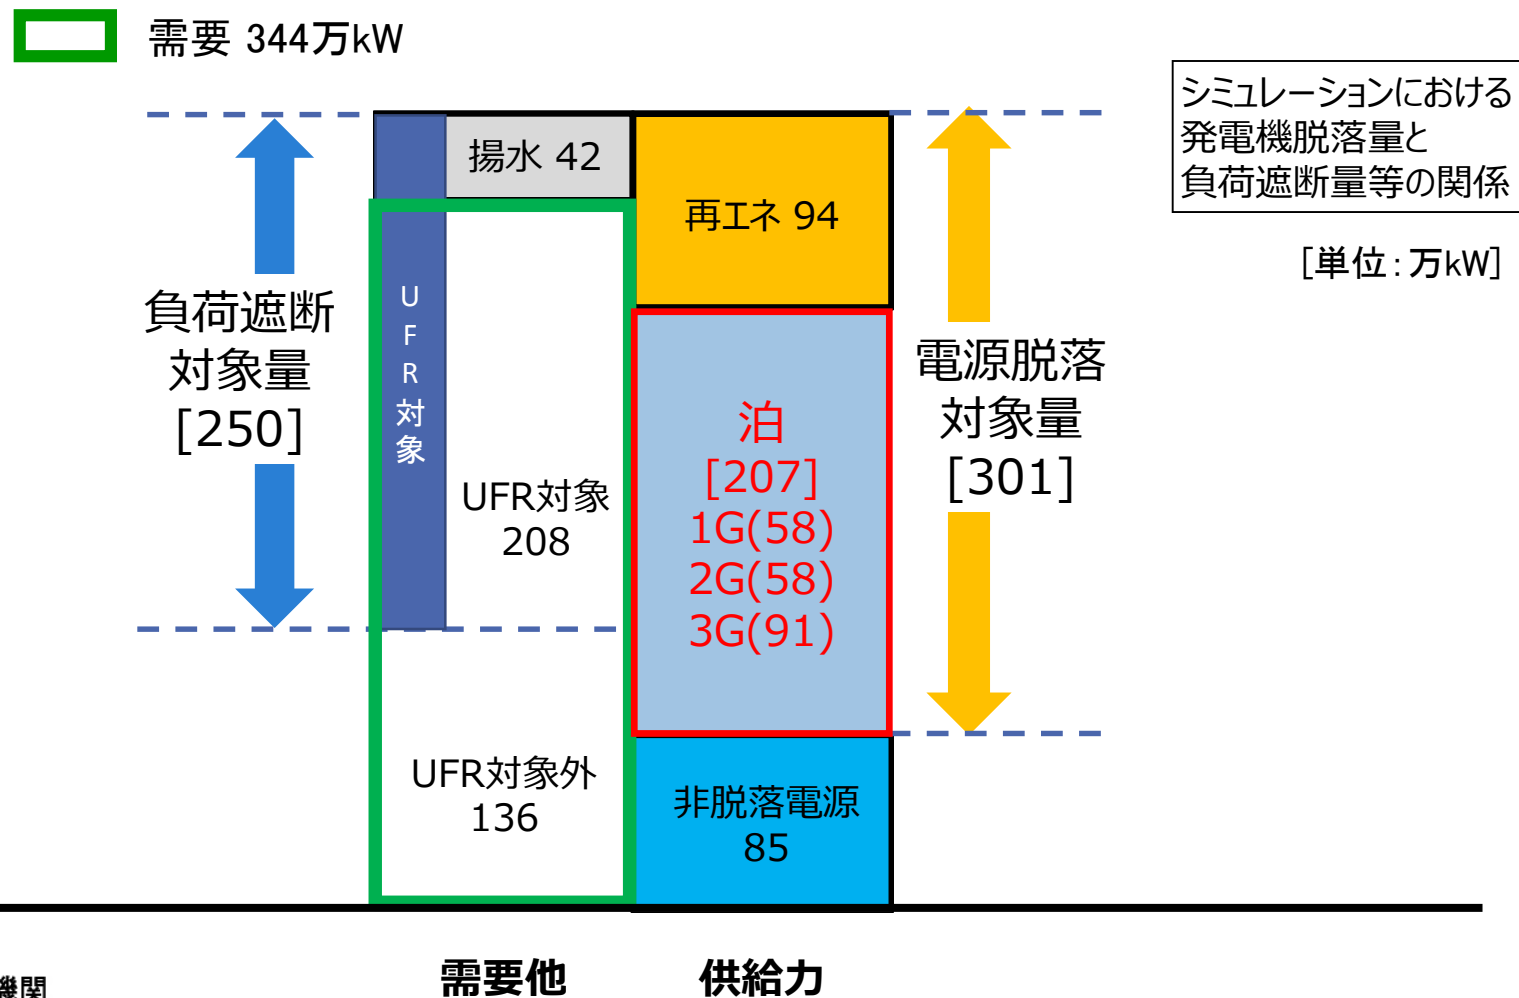 需要 344万kW
シミュレーションにおける
発電機脱落量と
負荷遮断量等の関係
[単位:万kW]
揚水 42
再エネ 94
負荷遮断
対象量
[250]
UFR対象
UFR対象
208
泊
[207]
1G(58)
2G(58)
3G(91)
電源脱落
対象量
[301]
UFR対象外
136
非脱落電源
85
需要他
供給力
機関